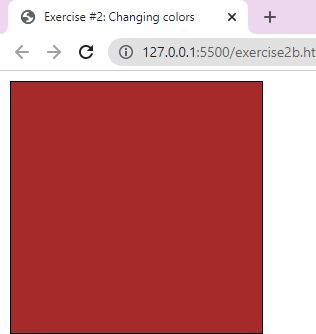 Exercise #2: Changing colors
127.0.0.1:5500/exercise2b.ht